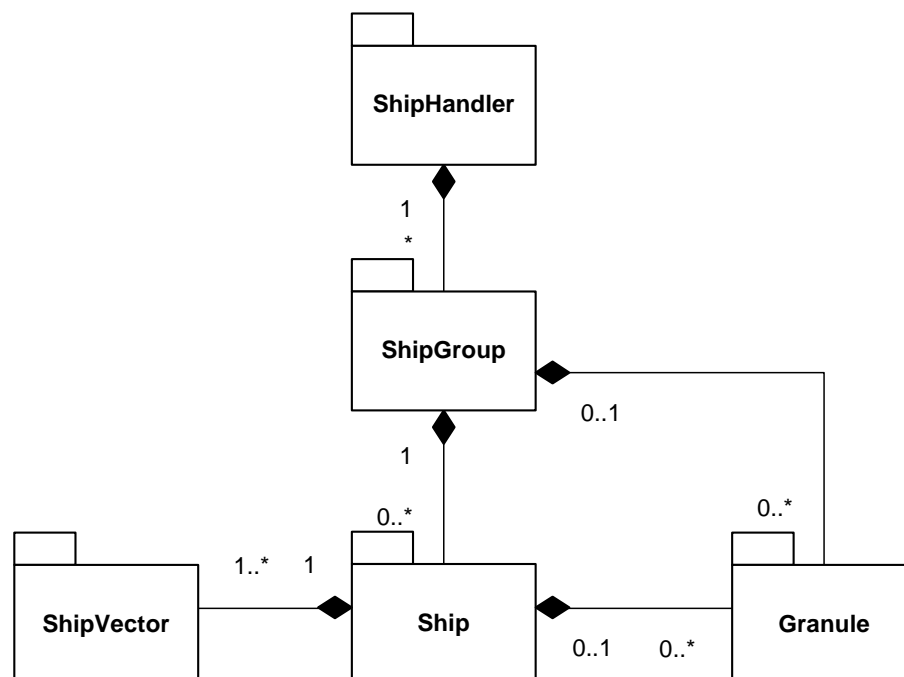 ShipHandler
1
*
ShipGroup
0..1
1
0..*
0..*
1..*
1
ShipVector
Ship
Granule
0..1
0..*